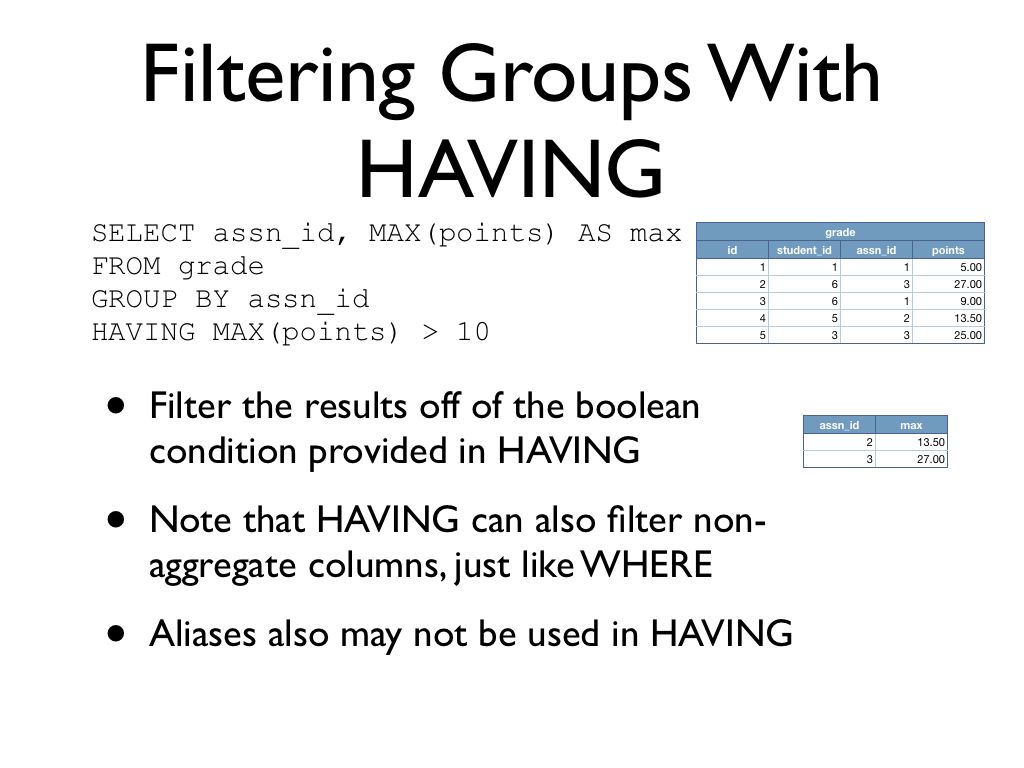 Filtering Groups With
HAVING
SELECT assn_id, MAX(points) AS max
FROM grade
GROUP BY assn_id
HAVING MAX(points) > 10
grade
id student_id assn_id points
1 1 1 5.00
2 6 3 27.00
3 6 1 9.00
4 5 2 13.50
5 3 3 25.00
• Filter the results off of the boolean
condition provided in HAVING
assn_id max
2 13.50
3 27.00
• Note that HAVING can also filter non-
aggregate columns, just like WHERE
• Aliases also may not be used in HAVING